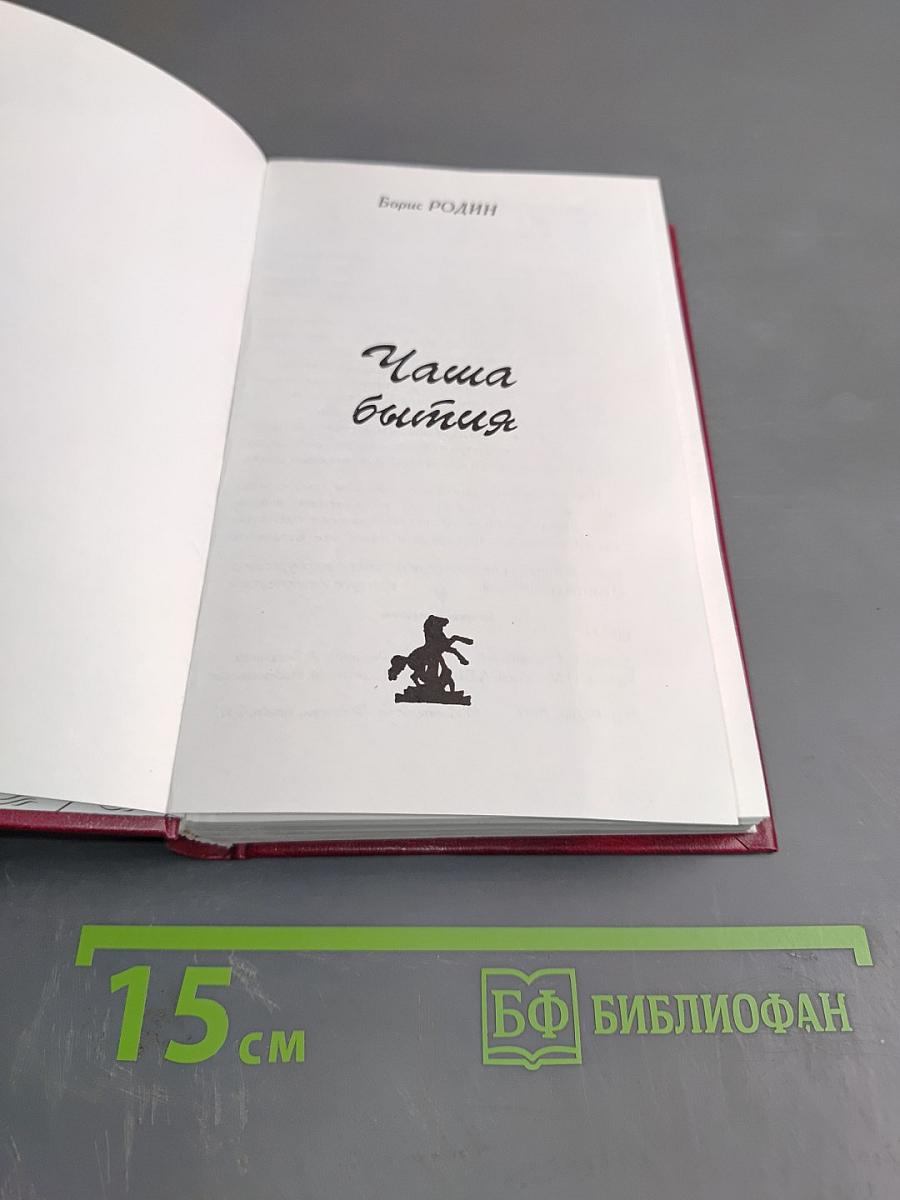 Борис РОДИН
Чаша
бытия
15 см
БФ БИБЛИОФАН